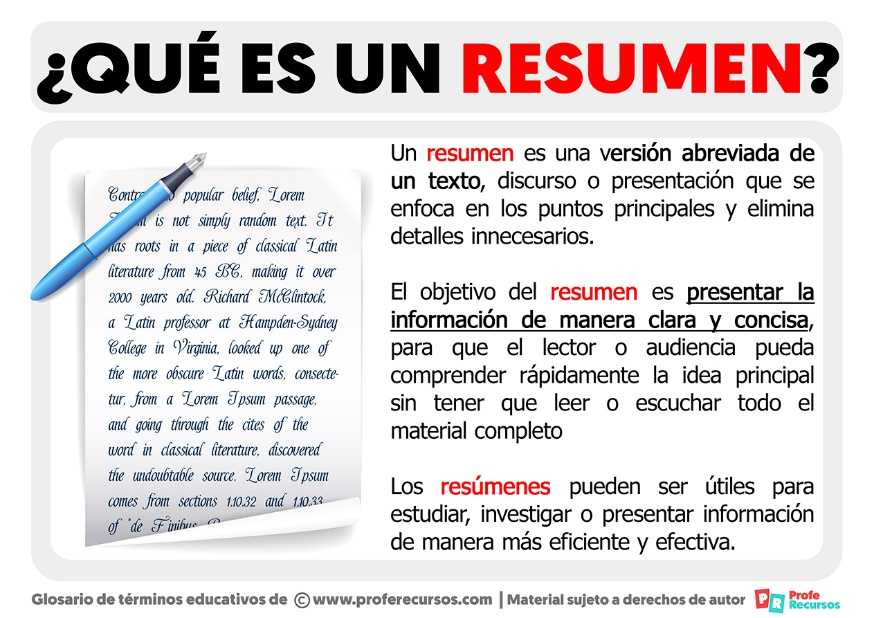 ¿QUÉ ES UN RESUMEN?
Contra o popular belief, Lorem
is not simply random text. It
has roots in a piece of classical Latin
literature from 45 BC, making it over
2000 years old. Richard McClintock,
a Latin professor at Hampden-Sydney
College in Virginia, looked up one of
the more obscure Latin words, consecte-
tur, from a Lorem Ipsum passage,
and going through the cites of the
word in classical literature, discovered
the undoubtable source. Lorem Ipsum
comes from sections 1.10.32 and 1.10.33
of "de Finibus
Un resumen es una versión abreviada de
un texto, discurso o presentación que se
enfoca en los puntos principales y elimina
detalles innecesarios.
El objetivo del resumen es presentar la
información de manera clara y concisa,
para que el lector o audiencia pueda
comprender rápidamente la idea principal
sin tener que leer o escuchar todo el
material completo
Los resúmenes pueden ser útiles para
estudiar, investigar o presentar información
de manera más eficiente y efectiva.
Glosario de términos educativos de © www.proferecursos.com | Material sujeto a derechos de autor
PR Profe
Recursos